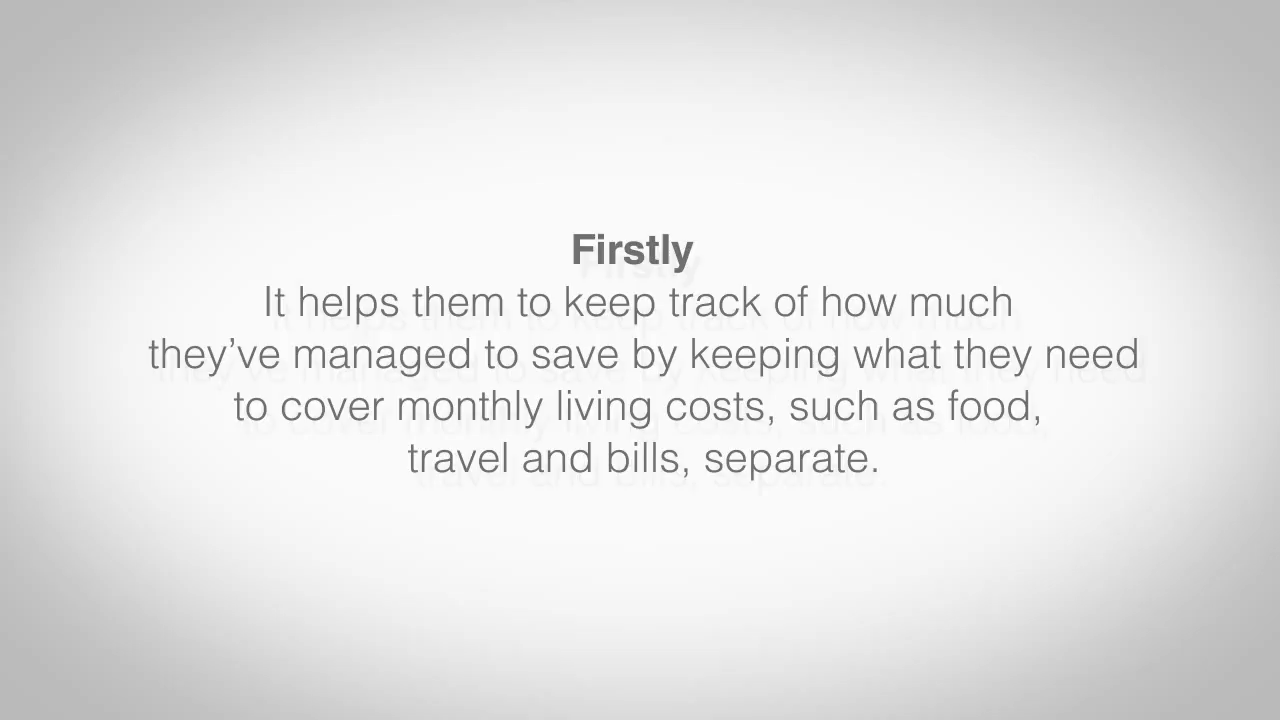 Firstly
It helps them to keep track of how much
they’ve managed to save by keeping what they need
to cover monthly living costs, such as food,
travel and bills, separate.